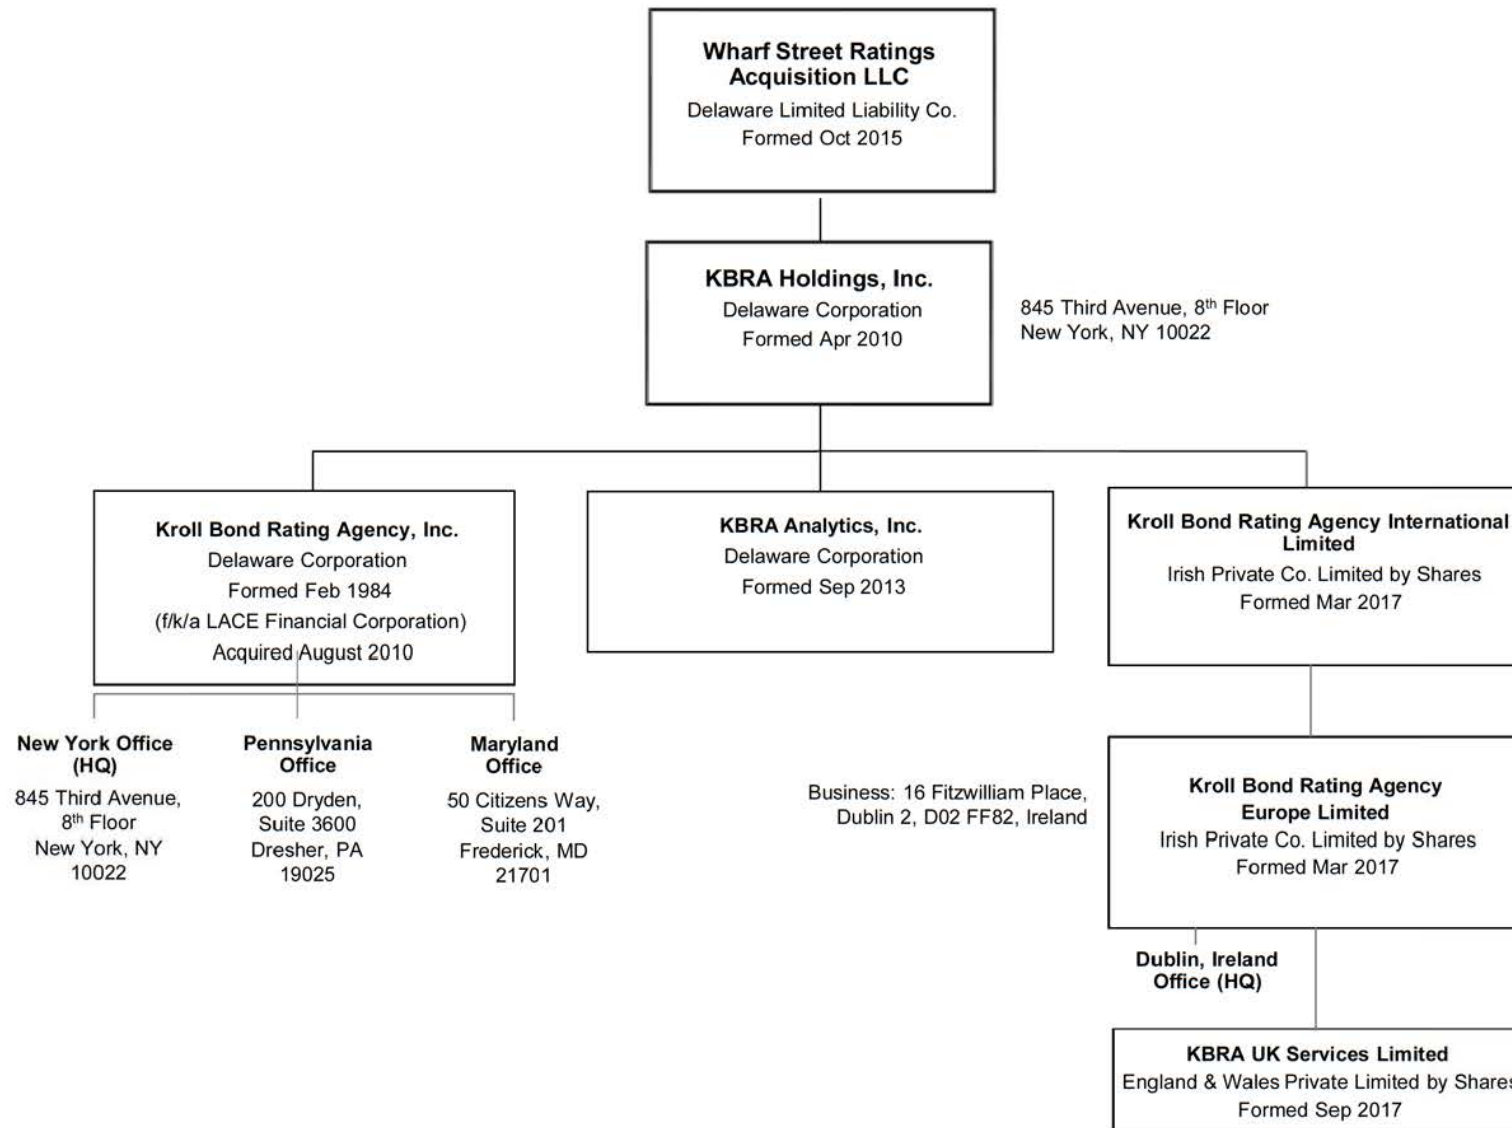 Wharf Street Ratings
Acquisition LLC
Delaware Limited Liability Co.
Formed Oct 2015
KBRA Holdings, Inc.
Delaware Corporation
Formed Apr 2010
845 Third Avenue, 8th Floor
New York, NY 10022
Kroll Bond Rating Agency, Inc.
Delaware Corporation
Formed Feb 1984
(f/k/a LACE Financial Corporation)
Acquired August 2010
KBRA Analytics, Inc.
Delaware Corporation
Formed Sep 2013
Kroll Bond Rating Agency International
Limited
Irish Private Co. Limited by Shares
Formed Mar 2017
New York Office
(HQ)
845 Third Avenue,
8th Floor
New York, NY
10022
Pennsylvania
Office
200 Dryden,
Suite 3600
Dresher, PA
19025
Maryland
Office
50 Citizens Way,
Suite 201
Frederick, MD
21701
Business: 16 Fitzwilliam Place,
Dublin 2, D02 FF82, Ireland
Kroll Bond Rating Agency
Europe Limited
Irish Private Co. Limited by Shares
Formed Mar 2017
Dublin, Ireland
Office (HQ)
KBRA UK Services Limited
England & Wales Private Limited by Shares
Formed Sep 2017